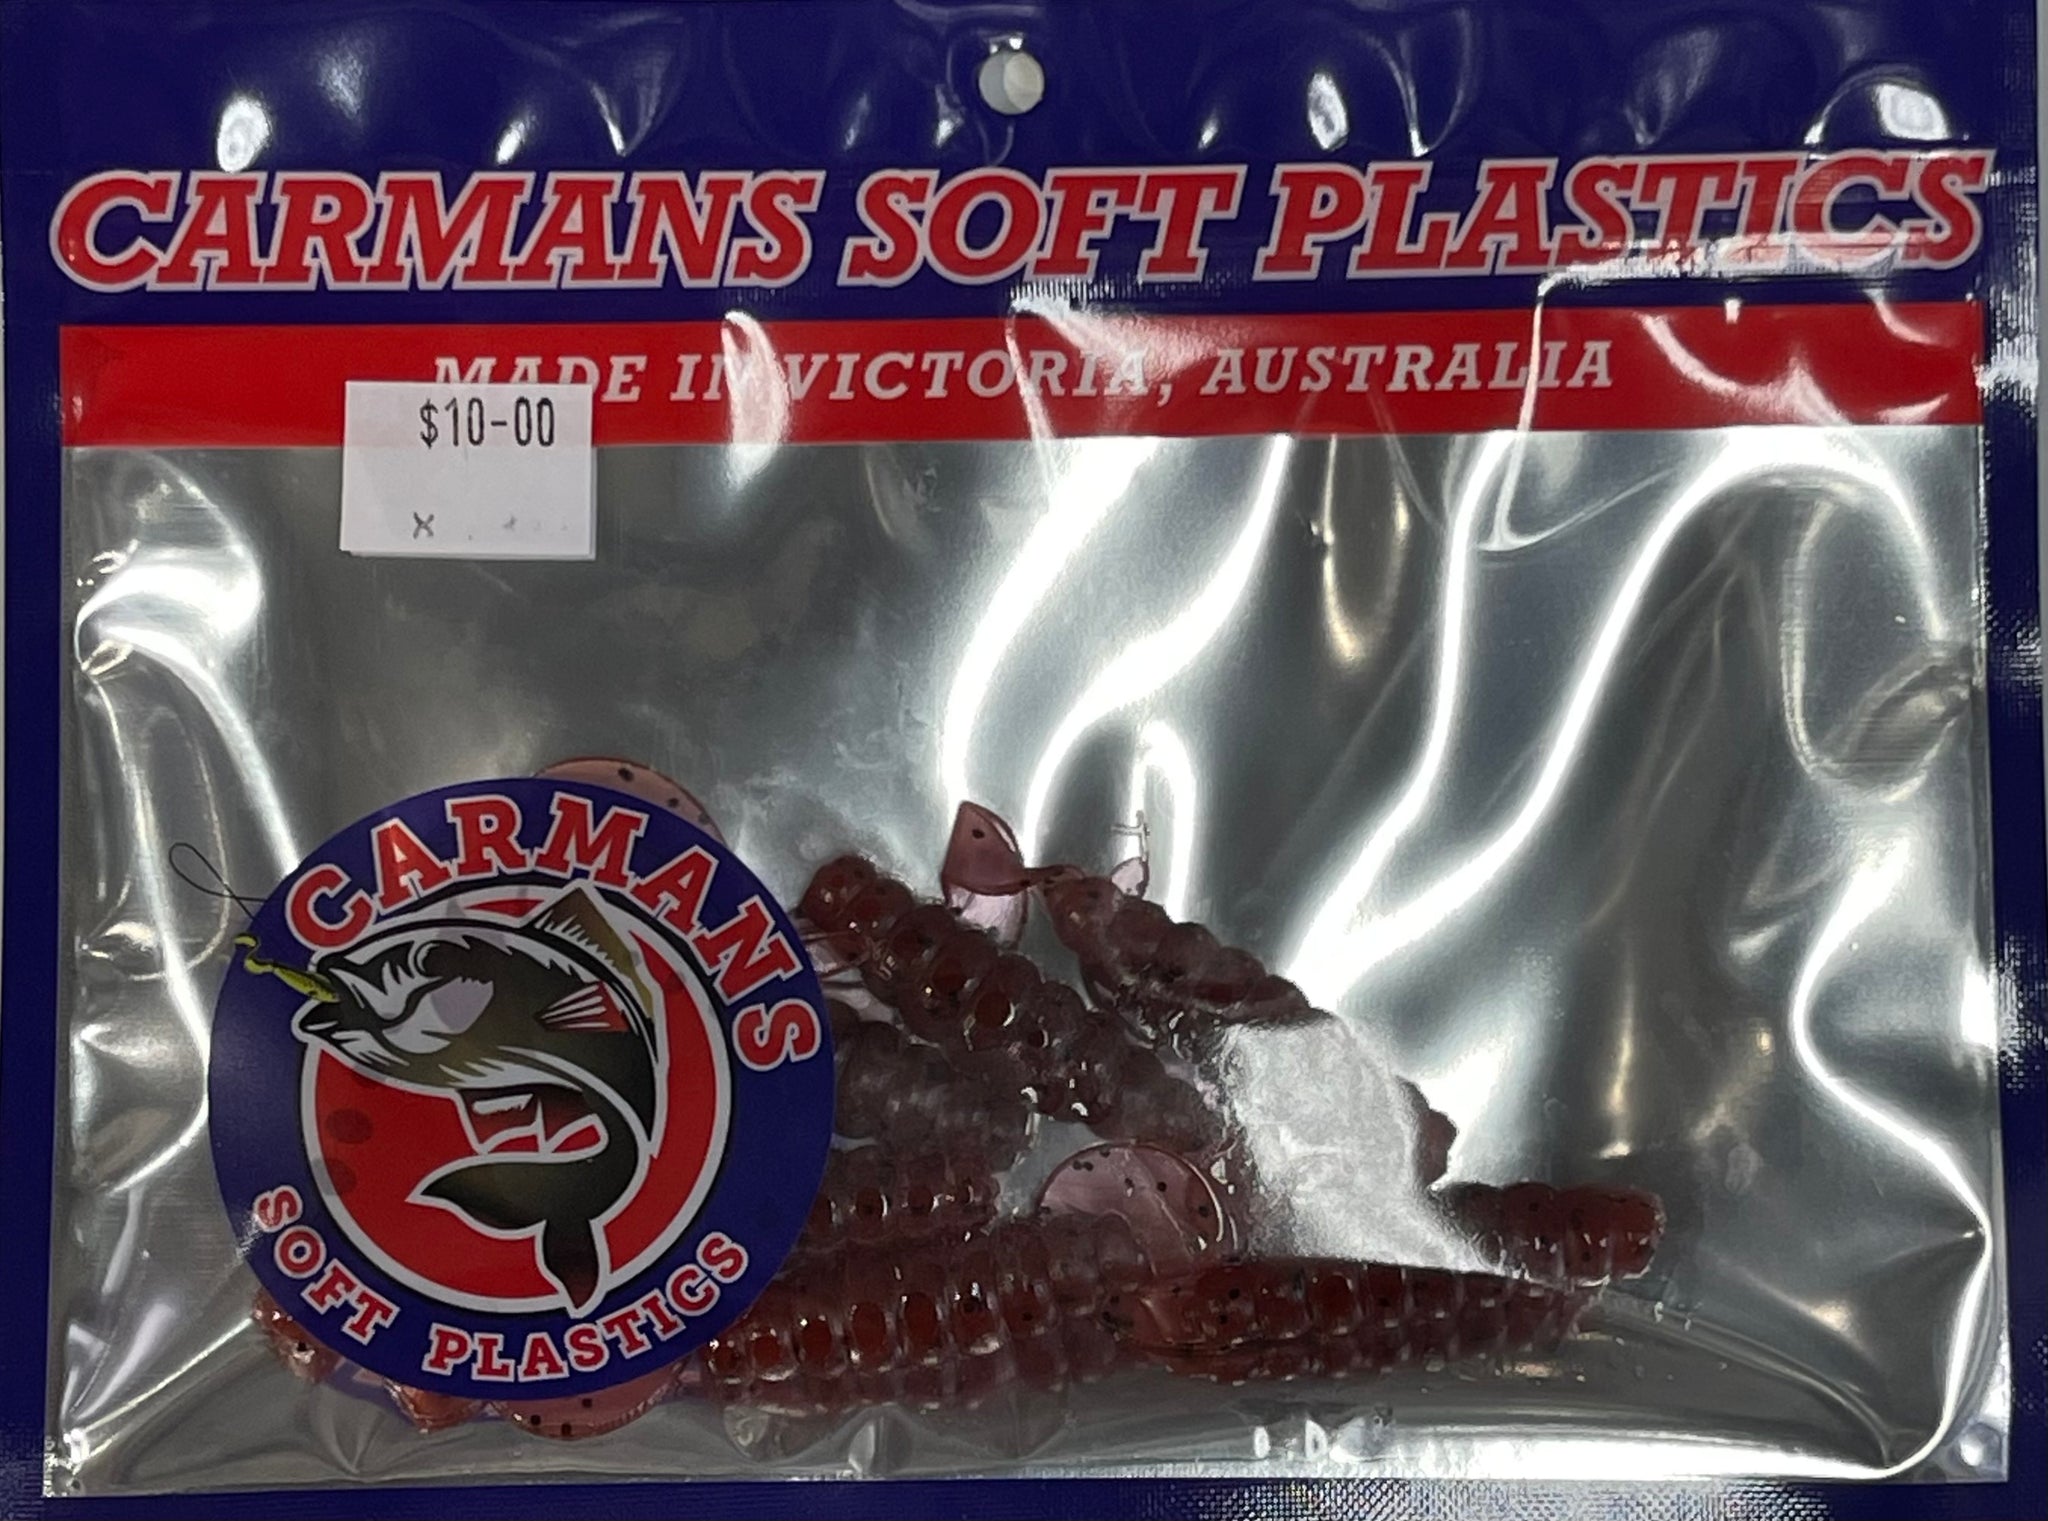 CARMANS SOFT PLASTICS
MADE IN VICTORIA, AUSTRALIA
$10-00
x
CARMANS
SOFT PLASTICS